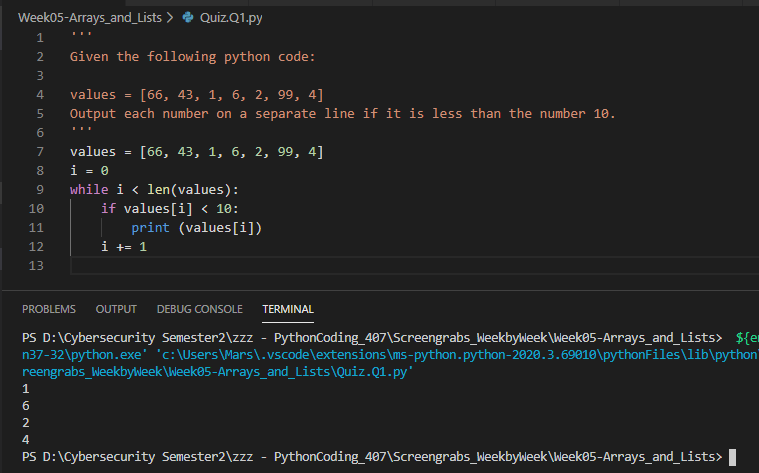 Week05-Arrays_and_Lists > Quiz.Q1.py
1 '''
2 Given the following python code:
3
4 values = [66, 43, 1, 6, 2, 99, 4]
5 Output each number on a separate line if it is less than the number 10.
6 '''
7 values = [66, 43, 1, 6, 2, 99, 4]
8 i = 0
9 while i < len(values):
10     if values[i] < 10:
11         print (values[i])
12     i += 1
13
PROBLEMS OUTPUT DEBUG CONSOLE TERMINAL
PS D:\Cybersecurity Semester2\zzz - PythonCoding_407\Screengrabs_WeekbyWeek\Week05-Arrays_and_Lists> ${e
n37-32\python.exe' 'c:\Users\Mars\.vscode\extensions\ms-python.python-2020.3.69010\pythonFiles\lib\python
reengrabs_WeekbyWeek\Week05-Arrays_and_Lists\Quiz.Q1.py'
1
6
2
4
PS D:\Cybersecurity Semester2\zzz - PythonCoding_407\Screengrabs_WeekbyWeek\Week05-Arrays_and_Lists>